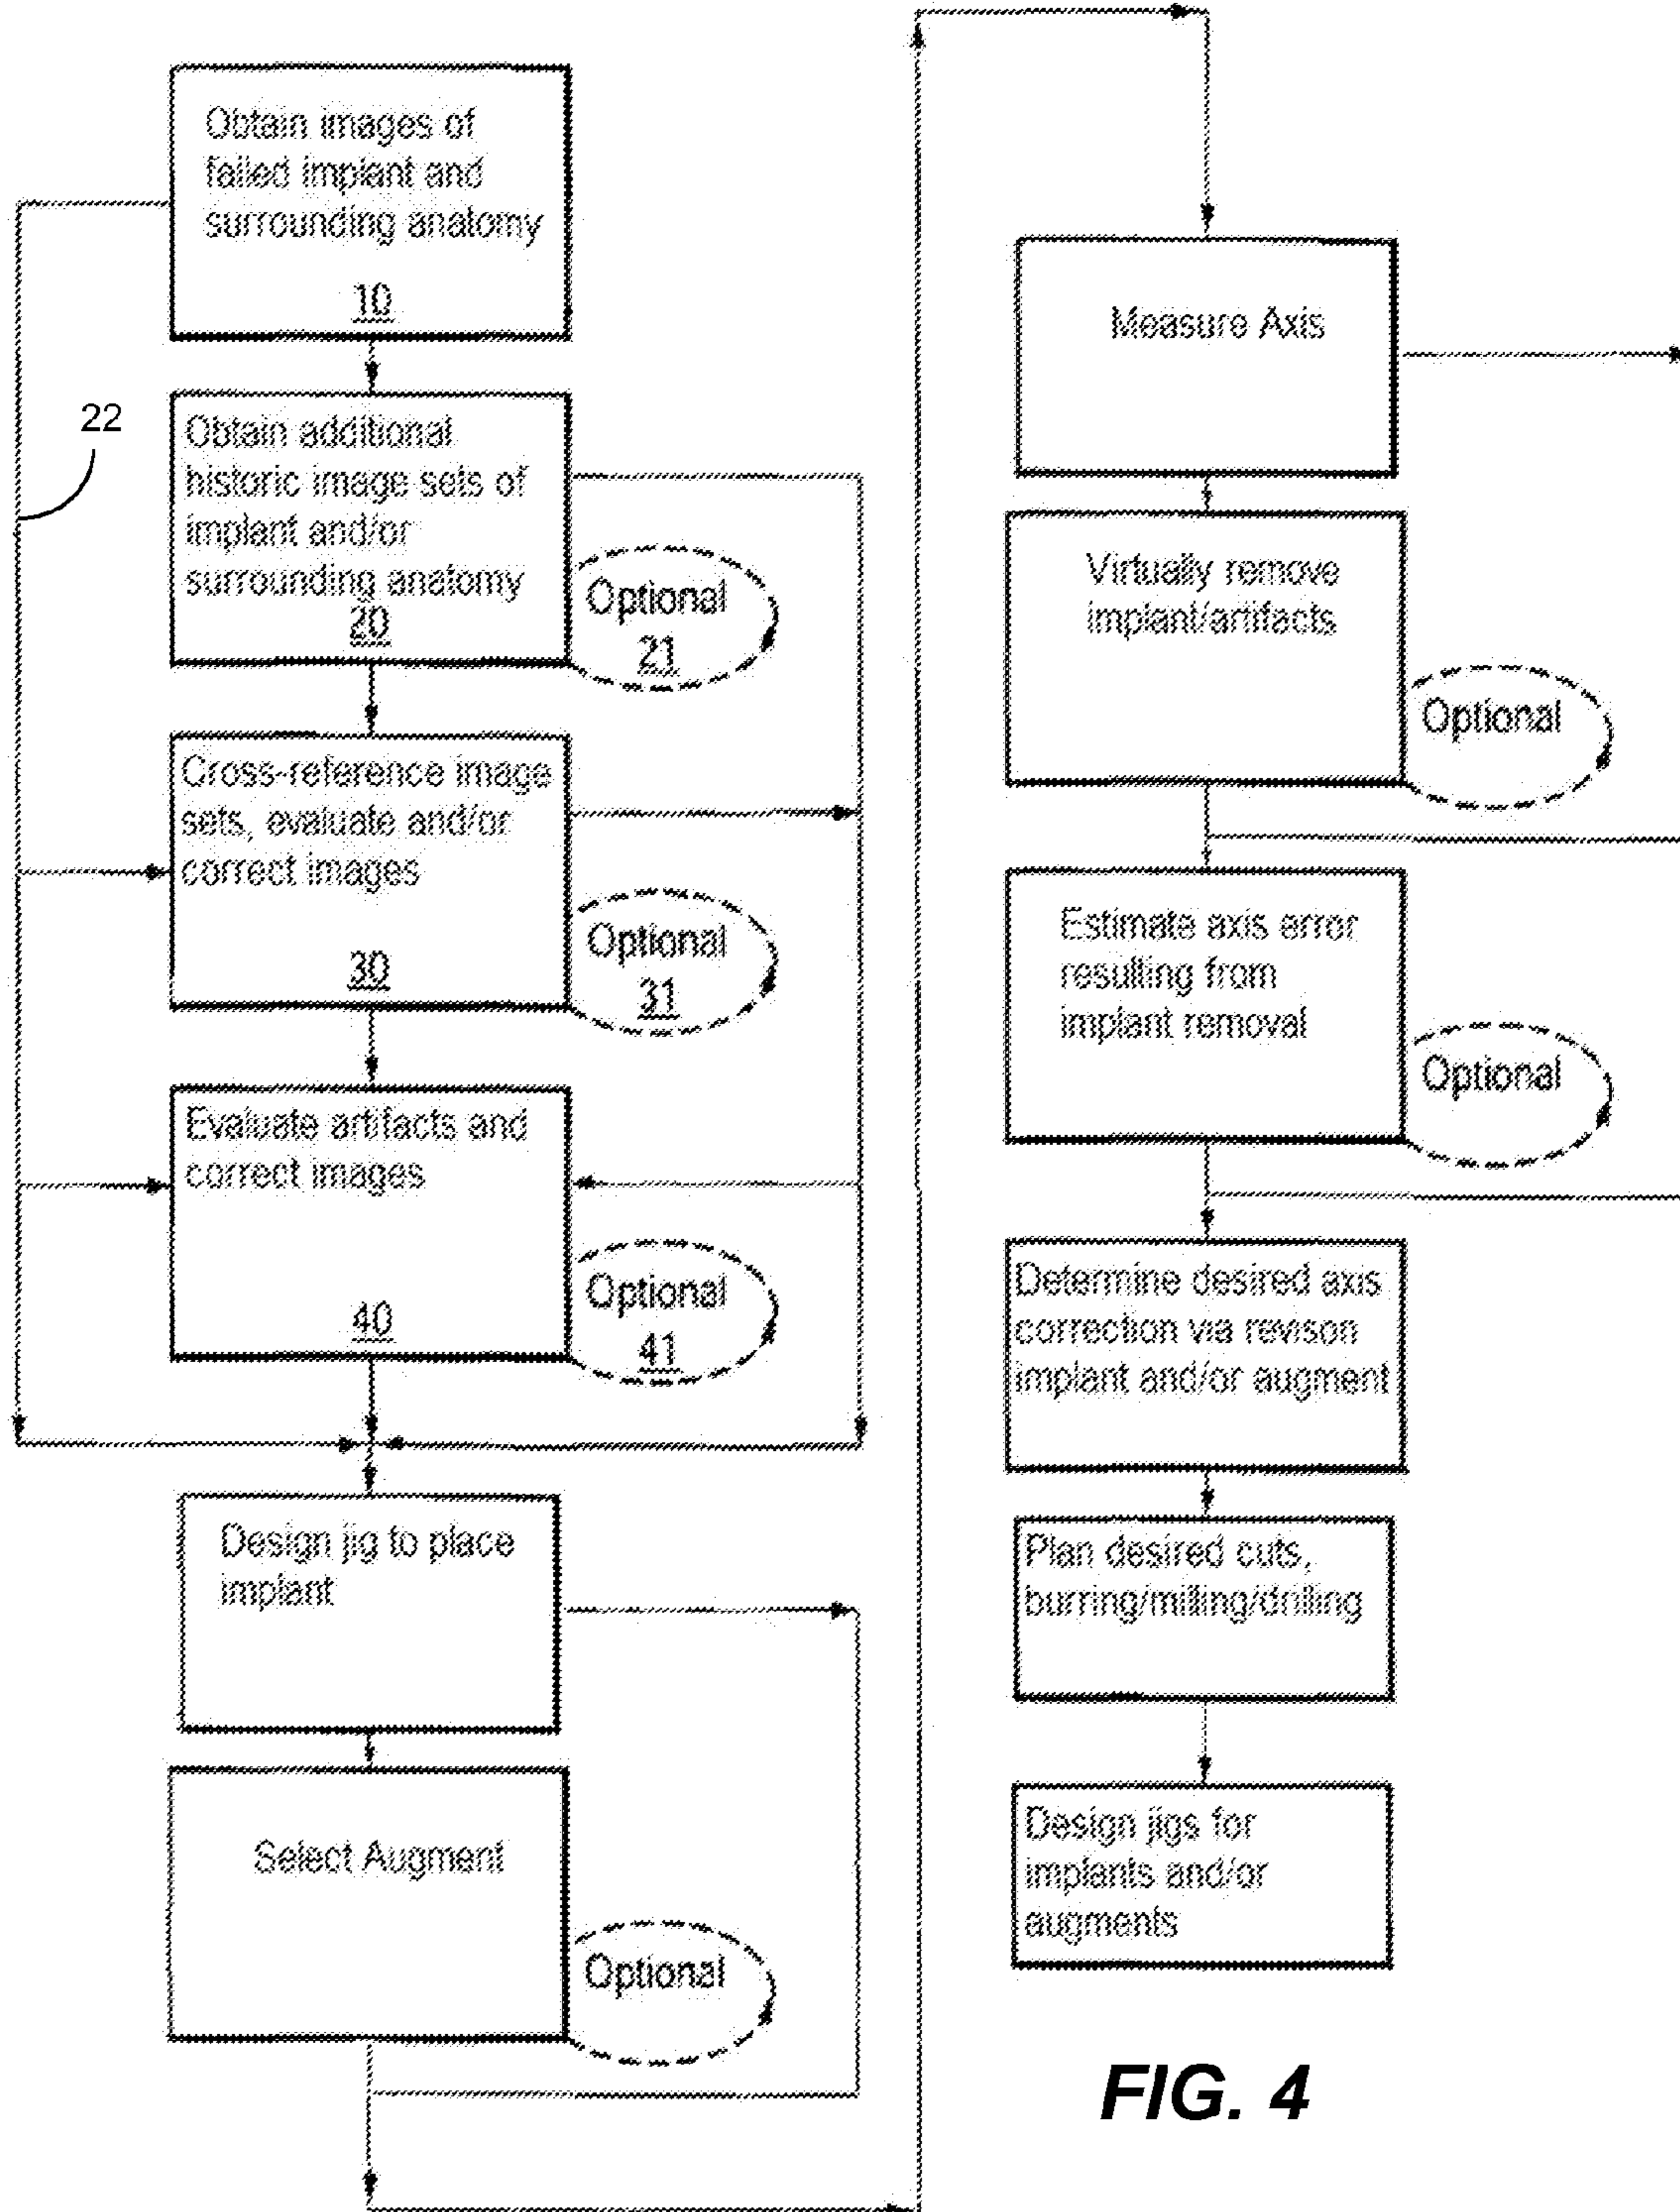 Obtain images of
failed implant and
surrounding anatomy
10
22
Obtain additional
historic image sets of
implant and/or
surrounding anatomy
20
Optional
21
Cross-reference image
sets, evaluate and/or
correct images
30
Optional
31
Evaluate artifacts and
correct images
40
Optional
41
Design jig to place
implant
Select Augment
Optional
Measure Axis
Virtually remove
implant/artifacts
Optional
Estimate axis error
resulting from
implant removal
Optional
Determine desired axis
correction via revison
implant and/or augment
Plan desired cuts,
burring/milling/drilling
Design jigs for
implants and/or
augments
FIG. 4